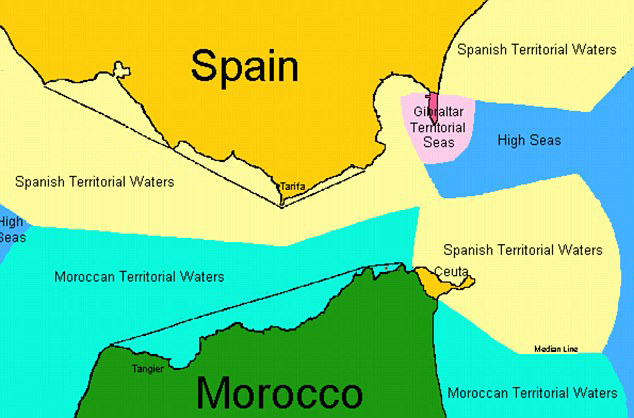 Spanish Territorial Waters
Spain
Gibraltar
Territorial
Seas
High Seas
Spanish Territorial Waters
Tarifa
High
Seas
Spanish Territorial Waters
Moroccan Territorial Waters
Ceuta
Median Line
Tangier
Morocco
Moroccan Territorial Waters